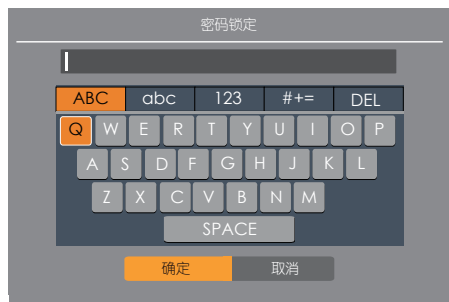 密码锁定
ABC abc 123 #+= DEL
Q W E R T Y U I O P
A S D F G H J K L
Z X C V B N M
SPACE
确定 取消